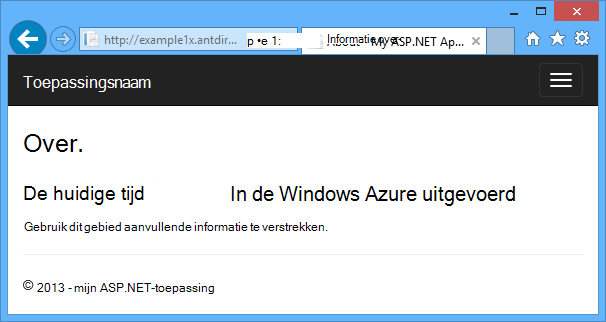 http://example1x.antdir...
Informatie over
My ASP.NET Ap...
Toepassingsnaam
Over.
De huidige tijd In de Windows Azure uitgevoerd
Gebruik dit gebied aanvullende informatie te verstrekken.
© 2013 - mijn ASP.NET-toepassing